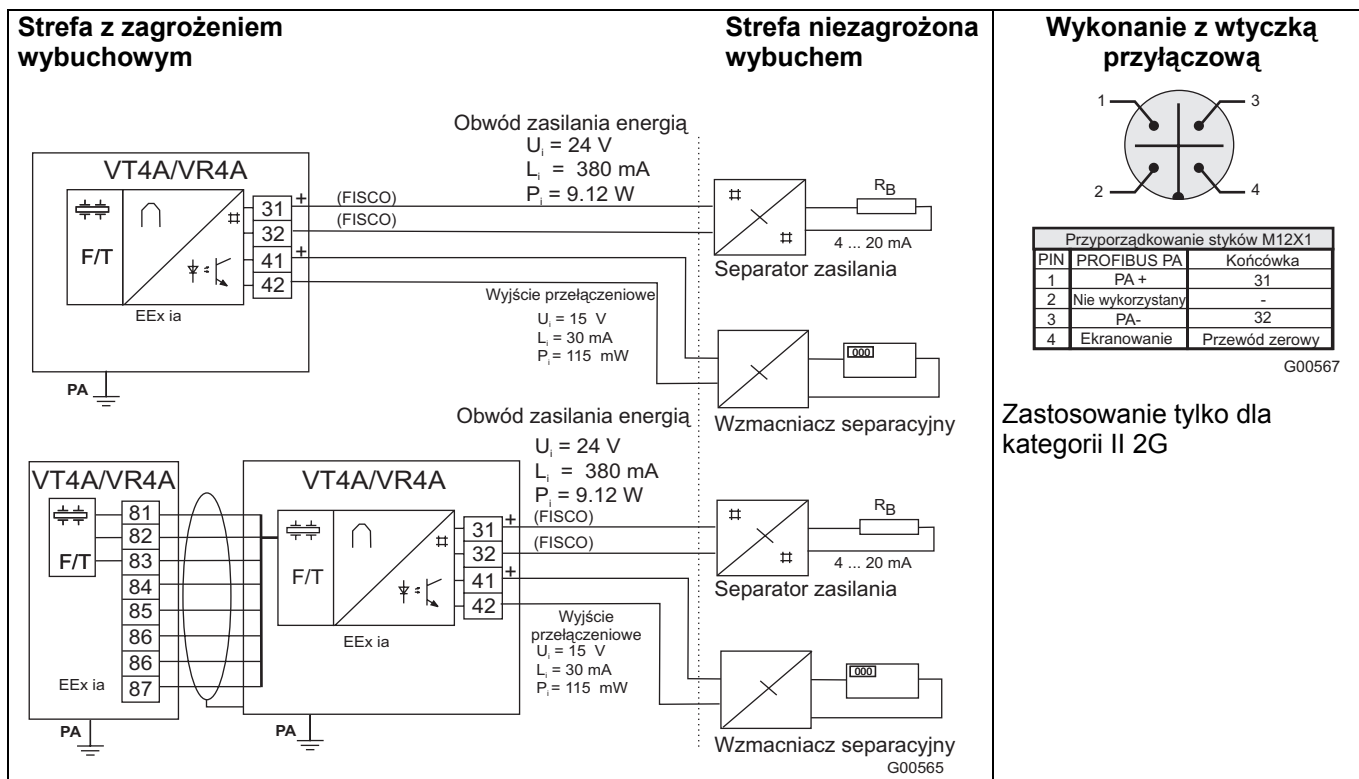 Strefa z zagrożeniem
wybuchowym
Strefa niezagrożona
wybuchem
Obwód zasilania energią
Ui = 24 V
Li = 380 mA
Pi = 9.12 W
VT4A/VR4A
F/T
EEx ia
31 +
32
41 +
42
(FISCO)
(FISCO)
PA
RB
4 ... 20 mA
Separator zasilania
Wyjście przełączeniowe
Ui = 15 V
Li = 30 mA
Pi = 115 mW
000
Wzmacniacz separacyjny
Obwód zasilania energią
Ui = 24 V
Li = 380 mA
Pi = 9.12 W
VT4A/VR4A
F/T
81
82
83
84
85
86
86
87
EEx ia
PA
VT4A/VR4A
F/T
EEx ia
31 +
32
41 +
42
(FISCO)
(FISCO)
PA
RB
4 ... 20 mA
Separator zasilania
Wyjście
przełączeniowe
Ui = 15 V
Li = 30 mA
Pi = 115 mW
000
Wzmacniacz separacyjny
G00565
Wykonanie z wtyczką
przyłączową
1 3
2 4
Przyporządkowanie styków M12X1
PIN PROFIBUS PA Końcówka
1 PA + 31
2 Nie wykorzystany -
3 PA- 32
4 Ekranowanie Przewód zerowy
G00567
Zastosowanie tylko dla
kategorii II 2G